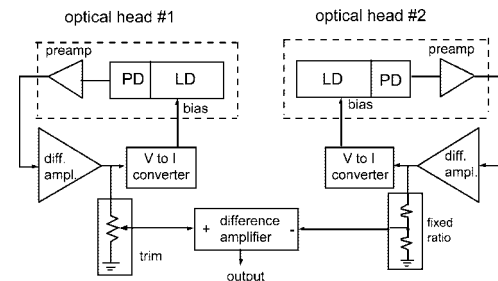 optical head #1
optical head #2
preamp
PD
LD
LD
PD
preamp
bias
bias
diff.
ampl.
V to I
converter
V to I
converter
diff.
ampl.
trim
+
difference
amplifier
-
fixed
ratio
output